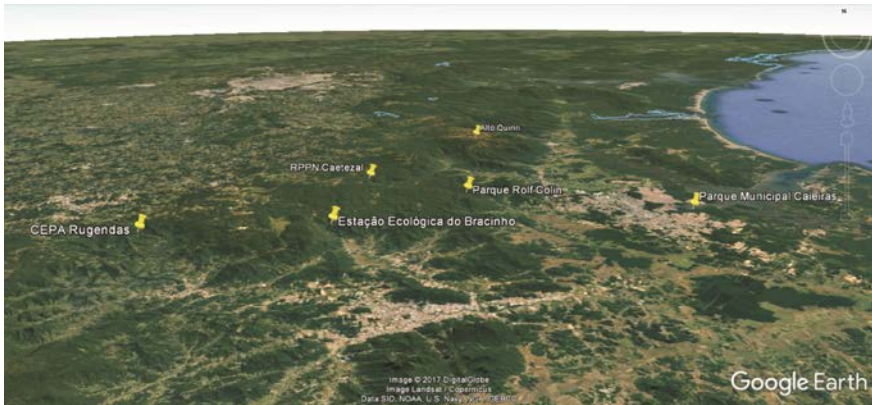 N
Alto Quiriri
RPPN Caetezal
Parque Rolf Colin
Parque Municipal Caieiras
Estação Ecológica do Bracinho
CEPA Rugendas
Image © 2017 DigitalGlobe
Image Landsat / Copernicus
Data SIO, NOAA, U.S. Navy, NGA, GEBCO
Google Earth